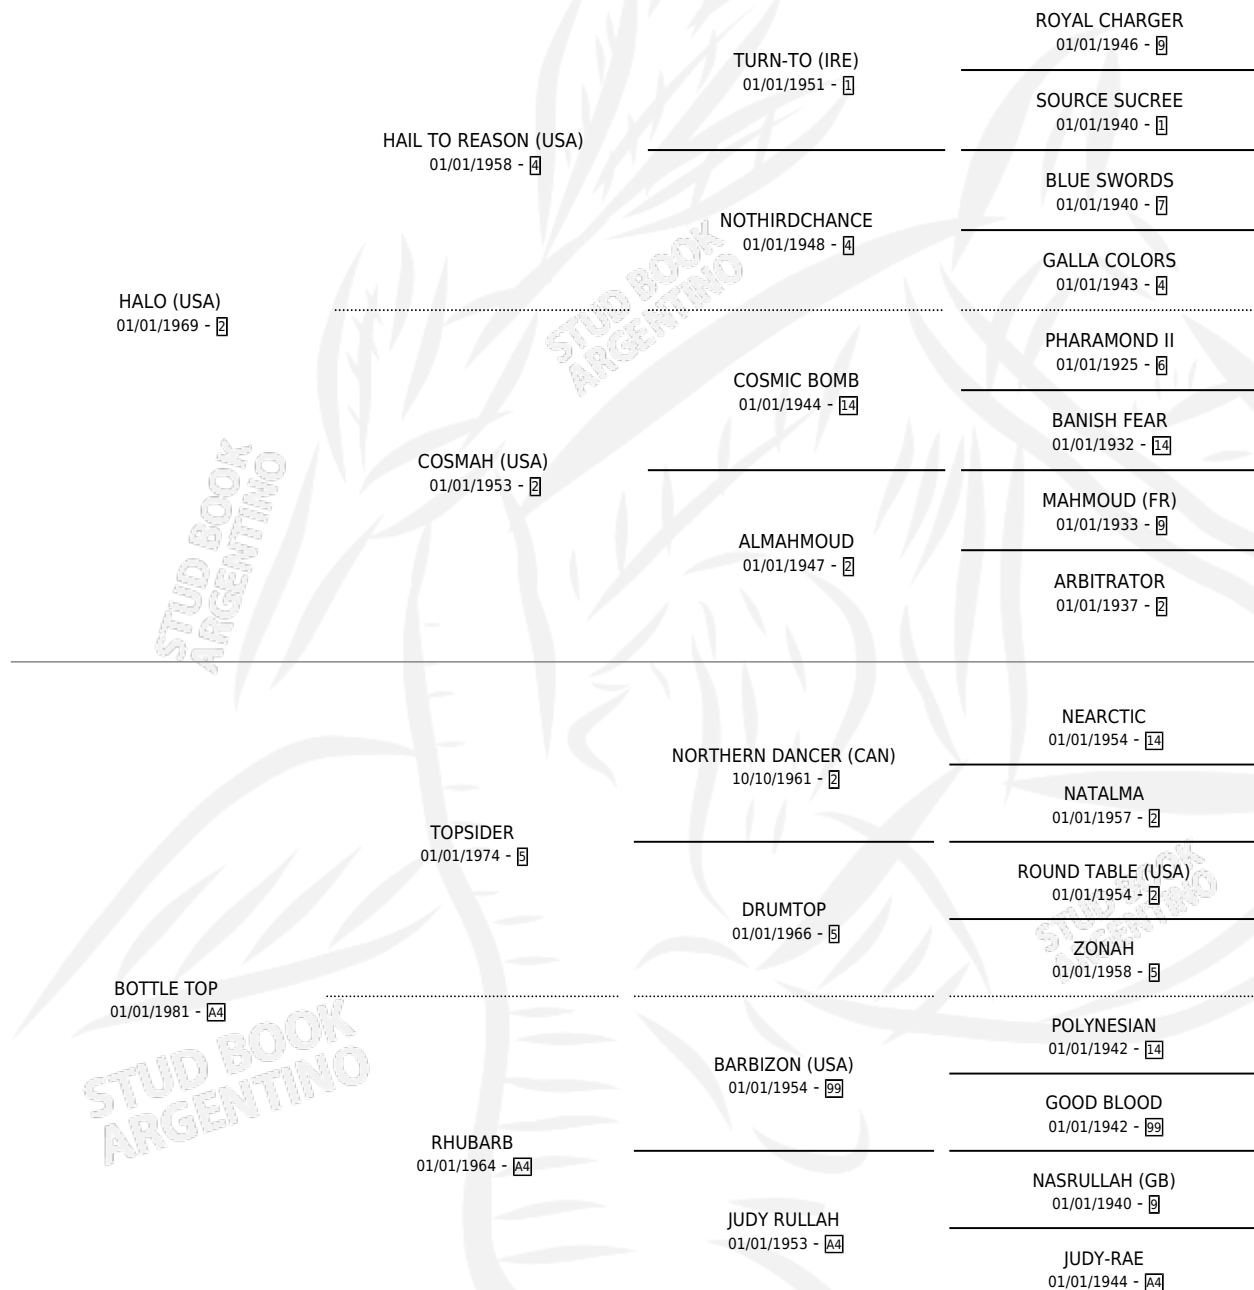 ROYAL CHARGER
01/01/1946 - 9
TURN-TO (IRE)
01/01/1951 - 1
SOURCE SUCREE
01/01/1940 - 1
HAIL TO REASON (USA)
01/01/1958 - 4
BLUE SWORDS
01/01/1940 - 7
NOTHIRDCHANCE
01/01/1948 - 4
GALLA COLORS
01/01/1943 - 4
HALO (USA)
01/01/1969 - 2
STUD BOOK
ARGENTINO
PHARAMOND II
01/01/1925 - 6
COSMIC BOMB
01/01/1944 - 14
BANISH FEAR
01/01/1932 - 14
COSMAH (USA)
01/01/1953 - 2
MAHMOUD (FR)
01/01/1933 - 9
ALMAHMOUD
01/01/1947 - 2
ARBITRATOR
01/01/1937 - 2
STUD BOOK
ARGENTINO
NEARCTIC
01/01/1954 - 14
NORTHERN DANCER (CAN)
10/10/1961 - 2
NATALMA
01/01/1957 - 2
TOPSIDER
01/01/1974 - 5
ROUND TABLE (USA)
01/01/1954 - 2
DRUMTOP
01/01/1966 - 5
STUD BOOK
ARGENTINO
ZONAH
01/01/1958 - 5
BOTTLE TOP
01/01/1981 - A4
STUD BOOK
ARGENTINO
POLYNESIAN
01/01/1942 - 14
BARBIZON (USA)
01/01/1954 - 99
GOOD BLOOD
01/01/1942 - 99
RHUBARB
01/01/1964 - A4
NASRULLAH (GB)
01/01/1940 - 9
JUDY RULLAH
01/01/1953 - A4
JUDY-RAE
01/01/1944 - A4